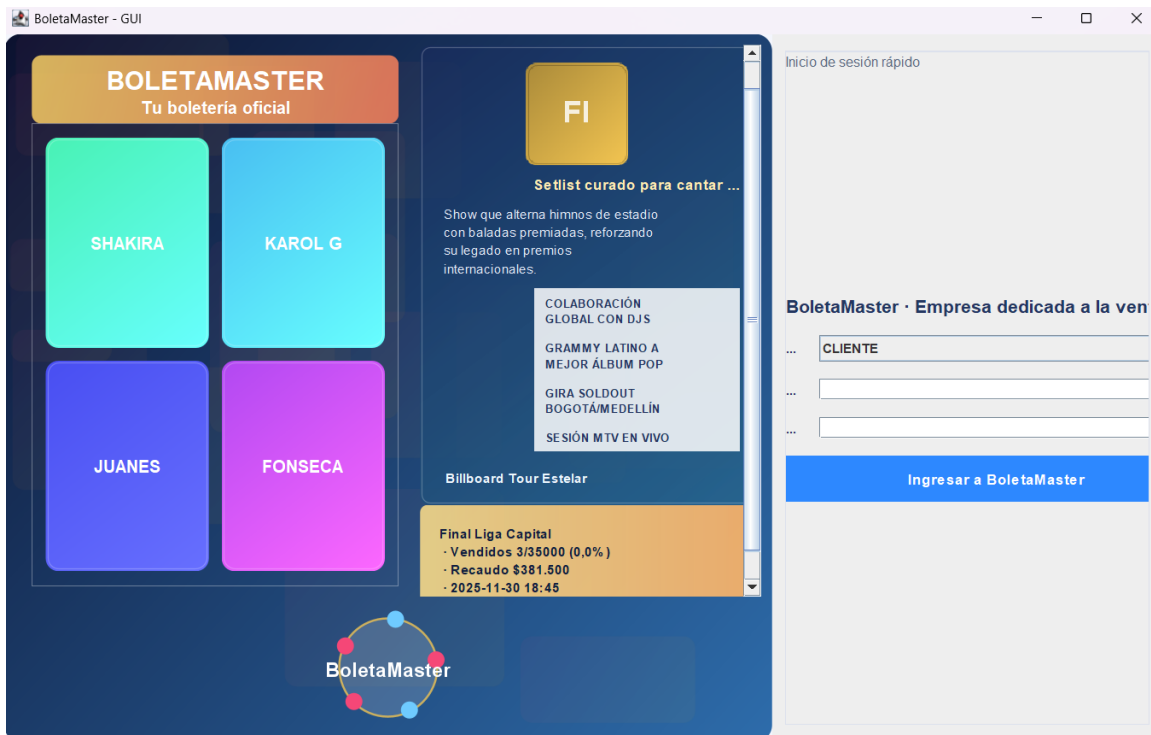 BoletaMaster - GUI
BOLETAMASTER
Tu boletería oficial
SHAKIRA
KAROL G
JUANES
FONSECA
FI
Setlist curado para cantar ...
Show que alterna himnos de estadio
con baladas premiadas, reforzando
su legado en premios
internacionales.
COLABORACIÓN
GLOBAL CON DJS
GRAMMY LATINO A
MEJOR ÁLBUM POP
GIRA SOLDOUT
BOGOTÁ/MEDELLÍN
SESIÓN MTV EN VIVO
Billboard Tour Estelar
Final Liga Capital
· Vendidos 3/35000 (0,0%)
· Recaudo $381.500
· 2025-11-30 18:45
BoletaMaster
Inicio de sesión rápido
BoletaMaster · Empresa dedicada a la ven
... CLIENTE
...
...
Ingresar a BoletaMaster